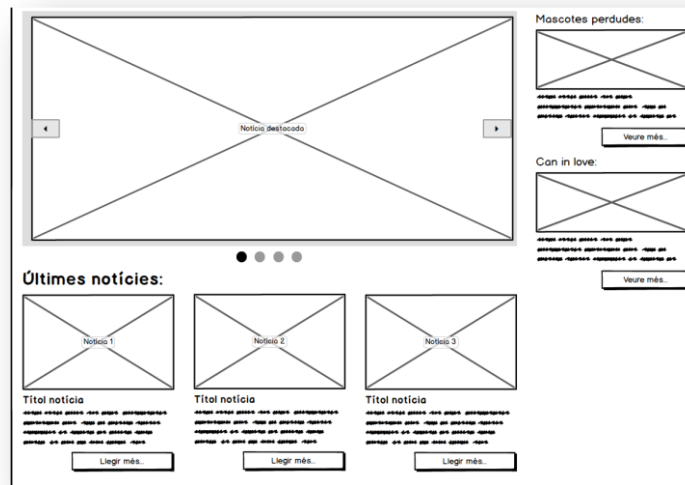 Notícia destacada
Últimes notícies:
Notícia 1
Títol notícia
Llegir més..
Notícia 2
Títol notícia
Llegir més..
Notícia 3
Títol notícia
Llegir més..
Mascotes perdudes:
Veure més..
Can in love:
Veure més..